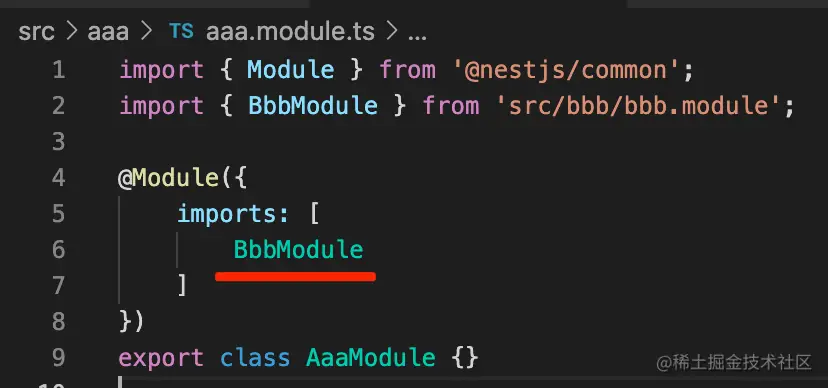 src > aaa > TS aaa.module.ts > ...
1 import { Module } from '@nestjs/common';
2 import { BbbModule } from 'src/bbb/bbb.module';
3
4 @Module({
5 imports: [
6 BbbModule
7 ]
8 })
9 export class AaaModule {}
10
@稀土掘金技术社区